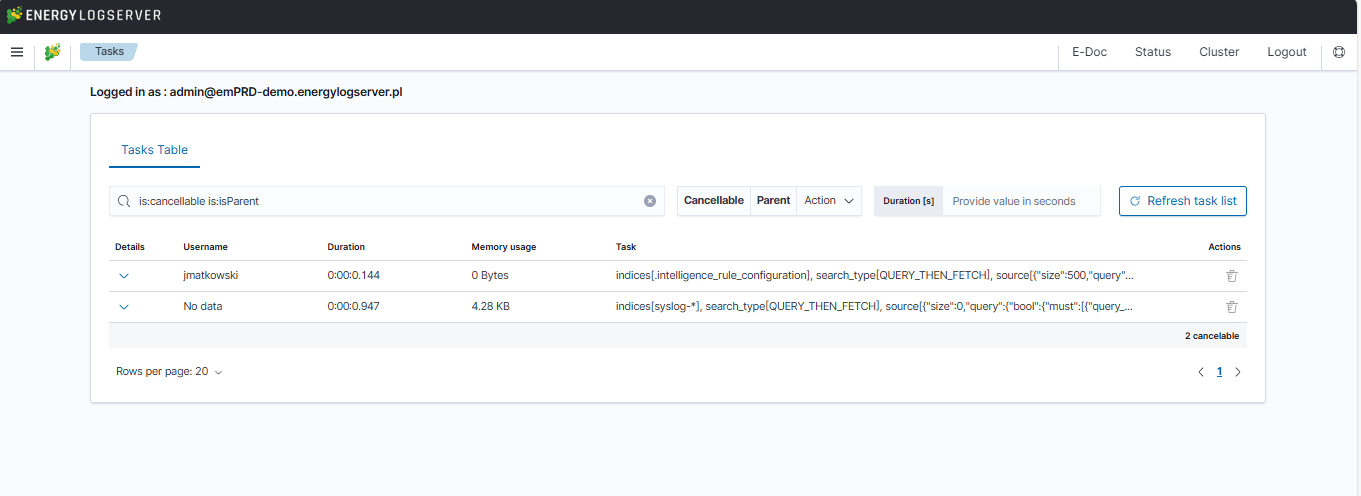 ENERGYLOGSERVER
Tasks E-Doc Status Cluster Logout
Logged in as : admin@emPRD-demo.energylogserver.pl
Tasks Table
is:cancellable is:isParent Cancellable Parent Action Duration [s] Provide value in seconds Refresh task list
Details Username Duration Memory usage Task Actions
jmatkowski 0:00:0.144 0 Bytes indices[.intelligence_rule_configuration], search_type[QUERY_THEN_FETCH], source[{"size":500,"query"...
No data 0:00:0.947 4.28 KB indices[syslog-*], search_type[QUERY_THEN_FETCH], source[{"size":0,"query":{"bool":{"must":[{"query_...
2 cancelable
Rows per page: 20 1